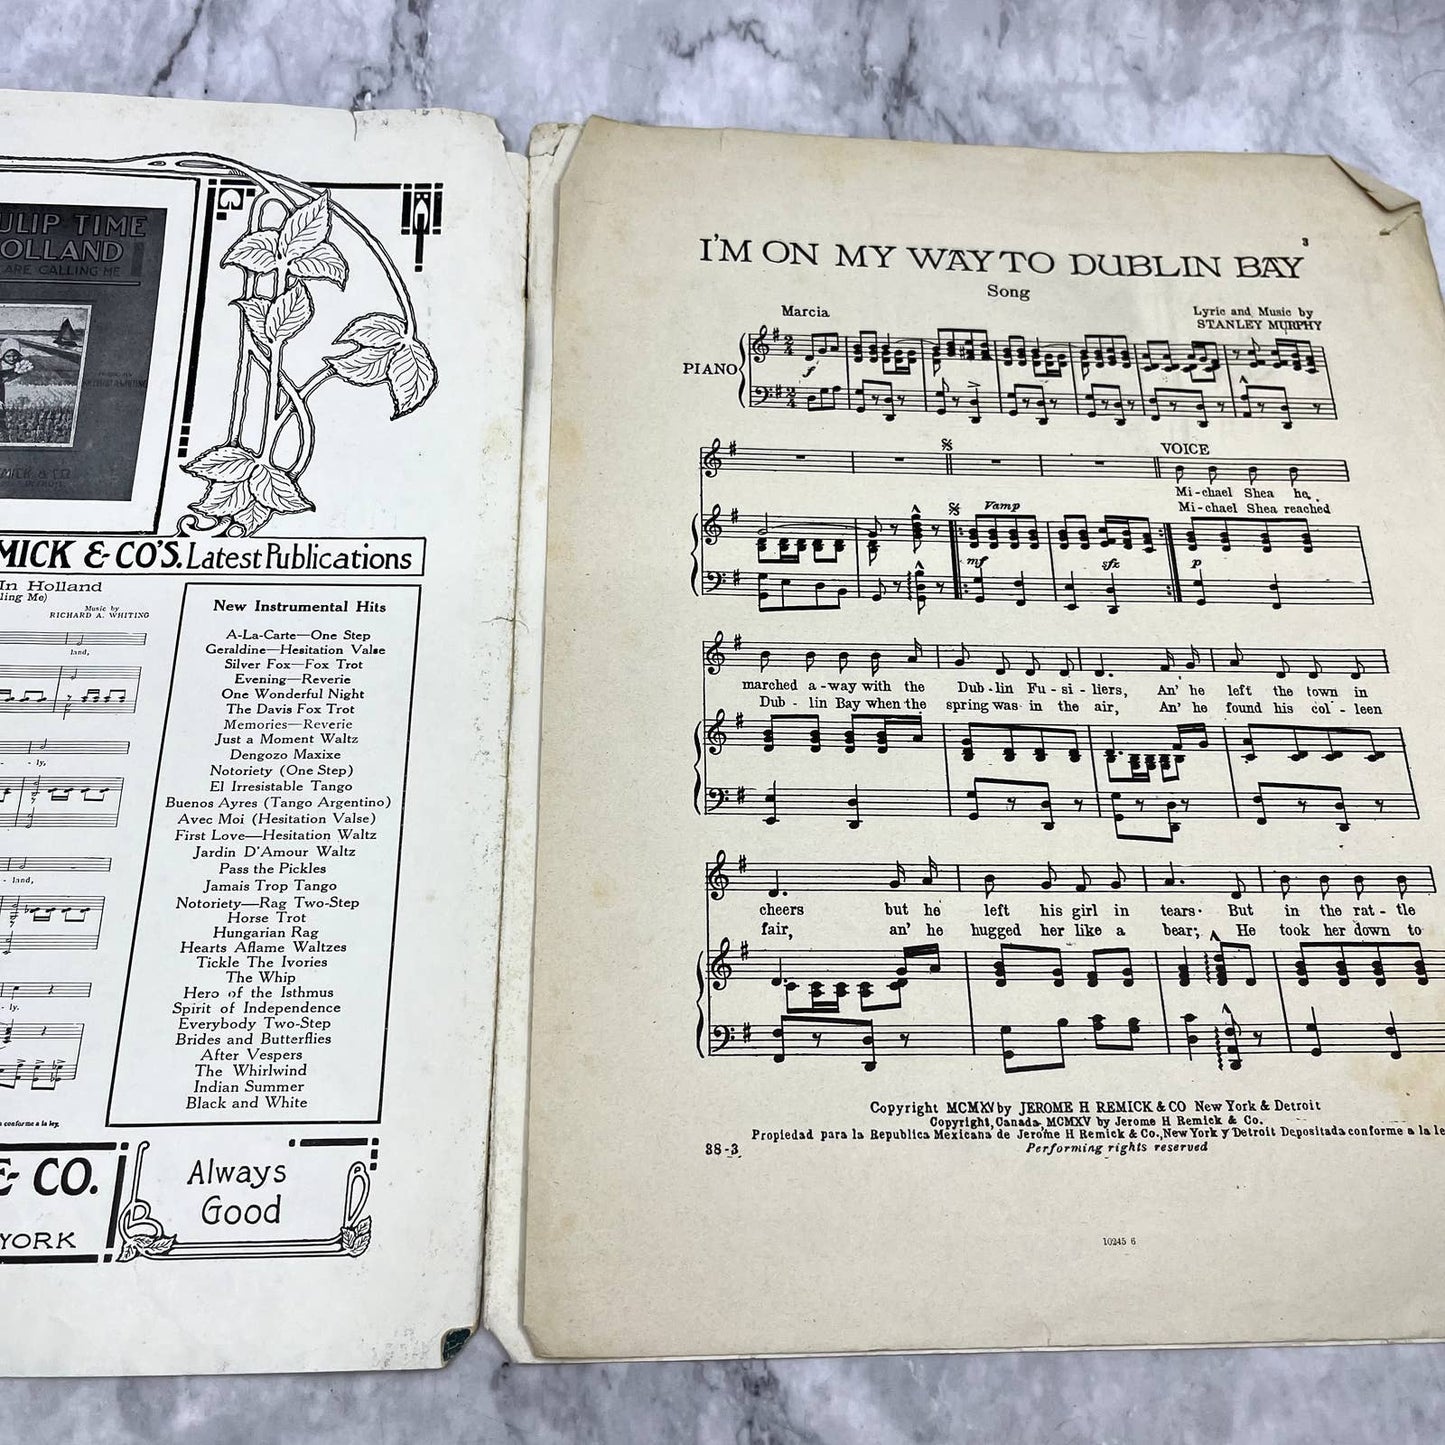 ULIP TIME
OLLAND
ARE CALLING ME
MICK & CO
MICK & CO'S. Latest Publications
In Holland
ling Me)
Music by
RICHARD A. WHITING
land,
- - ly,
- land,
- ly.
conforme a la ley.
New Instrumental Hits
A-La-Carte—One Step
Geraldine—Hesitation Valse
Silver Fox—Fox Trot
Evening—Reverie
One Wonderful Night
The Davis Fox Trot
Memories—Reverie
Just a Moment Waltz
Dengozo Maxixe
Notoriety (One Step)
El Irresistable Tango
Buenos Ayres (Tango Argentino)
Avec Moi (Hesitation Valse)
First Love—Hesitation Waltz
Jardin D'Amour Waltz
Pass the Pickles
Jamais Trop Tango
Notoriety—Rag Two-Step
Horse Trot
Hungarian Rag
Hearts Aflame Waltzes
Tickle The Ivories
The Whip
Hero of the Isthmus
Spirit of Independence
Everybody Two-Step
Brides and Butterflies
After Vespers
The Whirlwind
Indian Summer
Black and White
& CO.
YORK
Always
Good
3
I'M ON MY WAY TO DUBLIN BAY
Song
Marcia
Lyric and Music by
STANLEY MURPHY
PIANO
f
VOICE
Mi-chael Shea he
Mi-chael Shea reached
Vamp
mf sfz p
marched a-way with the Dub-lin Fu-si-liers, An' he left the town in
Dub-lin Bay when the spring was in the air, An' he found his col-leen
cheers but he left his girl in tears. But in the rat-tle
fair, an' he hugged her like a bear; He took her down to
Copyright MCMXV by JEROME H REMICK & CO New York & Detroit
Copyright, Canada, MCMXV by Jerome H Remick & Co.
Propiedad para la Republica Mexicana de Jerome H Remick & Co., New York y Detroit Depositada conforme a la le
38-3
Performing rights reserved
10245 6